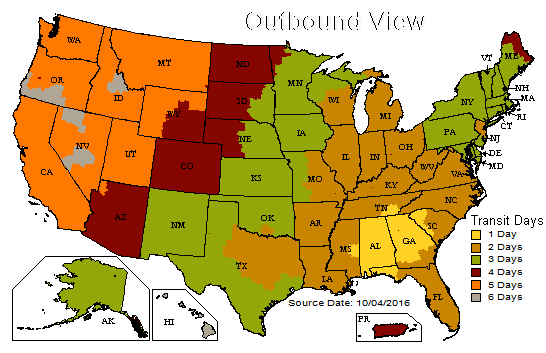 Outbound View
WA
MT
ND
ME
VT
OR
ID
MN
NH
SD
WI
NY
MA
WY
MI
RI
CT
IA
PA
NJ
NV
NE
OH
DE
UT
IL
IN
MD
CA
CO
WV
VA
KS
MO
KY
NC
TN
AZ
NM
OK
AR
SC
MS
AL
GA
TX
LA
FL
Transit Days
1 Day
2 Days
3 Days
4 Days
5 Days
6 Days
Source Date: 10/04/2016
AK
HI
PR